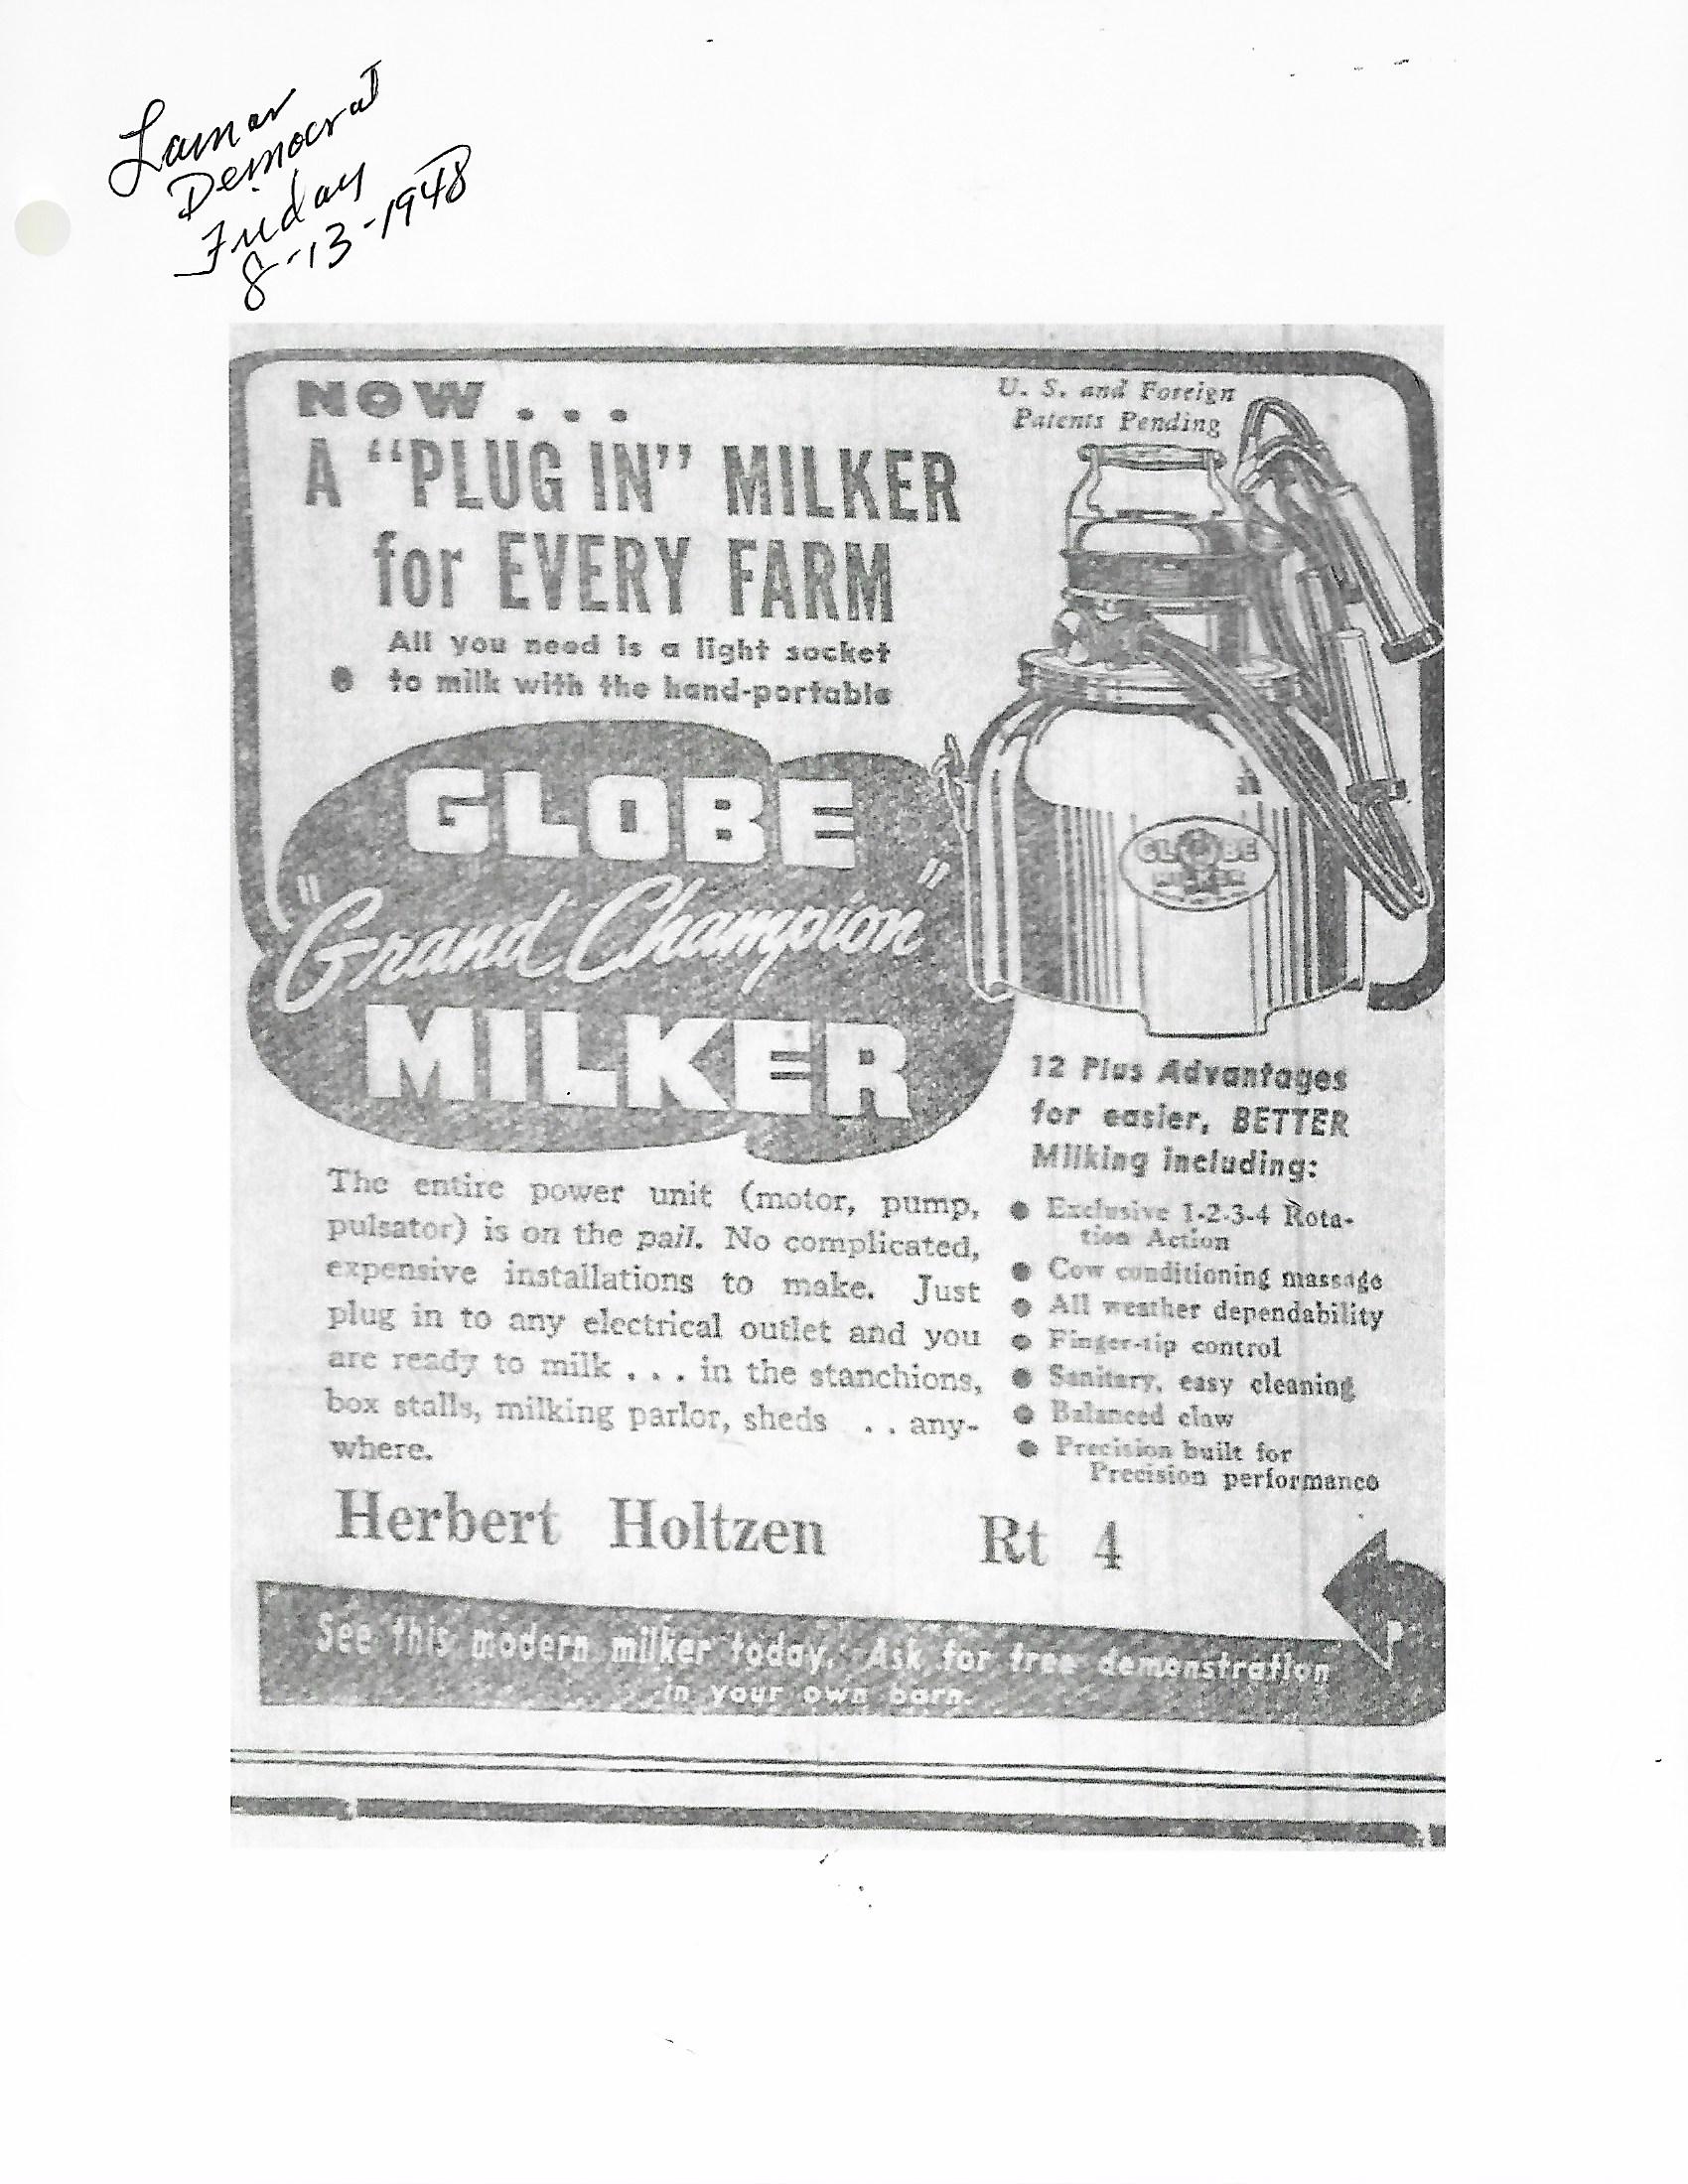 Lamar
Democrat
Friday
8-13-1948
NOW...
U. S. and Foreign
Patents Pending
A "PLUG IN" MILKER
for EVERY FARM
All you need is a light socket
● to milk with the hand-portable
GLOBE
"Grand Champion"
MILKER
GLOBE
MILKER
The entire power unit (motor, pump,
pulsator) is on the pail. No complicated,
expensive installations to make. Just
plug in to any electrical outlet and you
are ready to milk . . . in the stanchions,
box stalls, milking parlor, sheds . . any-
where.
12 Plus Advantages
for easier, BETTER
Milking including:
● Exclusive 1-2-3-4 Rota-
tion Action
● Cow conditioning massage
● All weather dependability
● Finger-tip control
● Sanitary, easy cleaning
● Balanced claw
● Precision built for
Precision performance
Herbert Holtzen Rt 4
See this modern milker today. Ask for free demonstration
in your own barn.
P